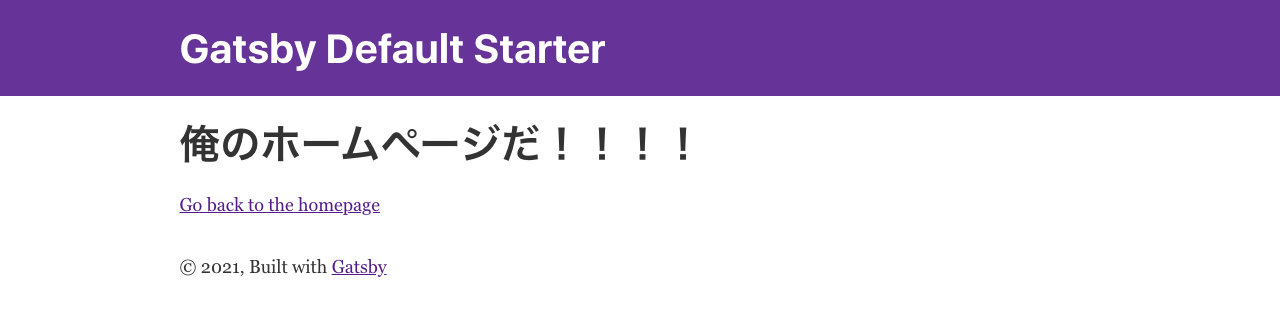 Gatsby Default Starter
俺のホームページだ！！！！
Go back to the homepage
© 2021, Built with Gatsby